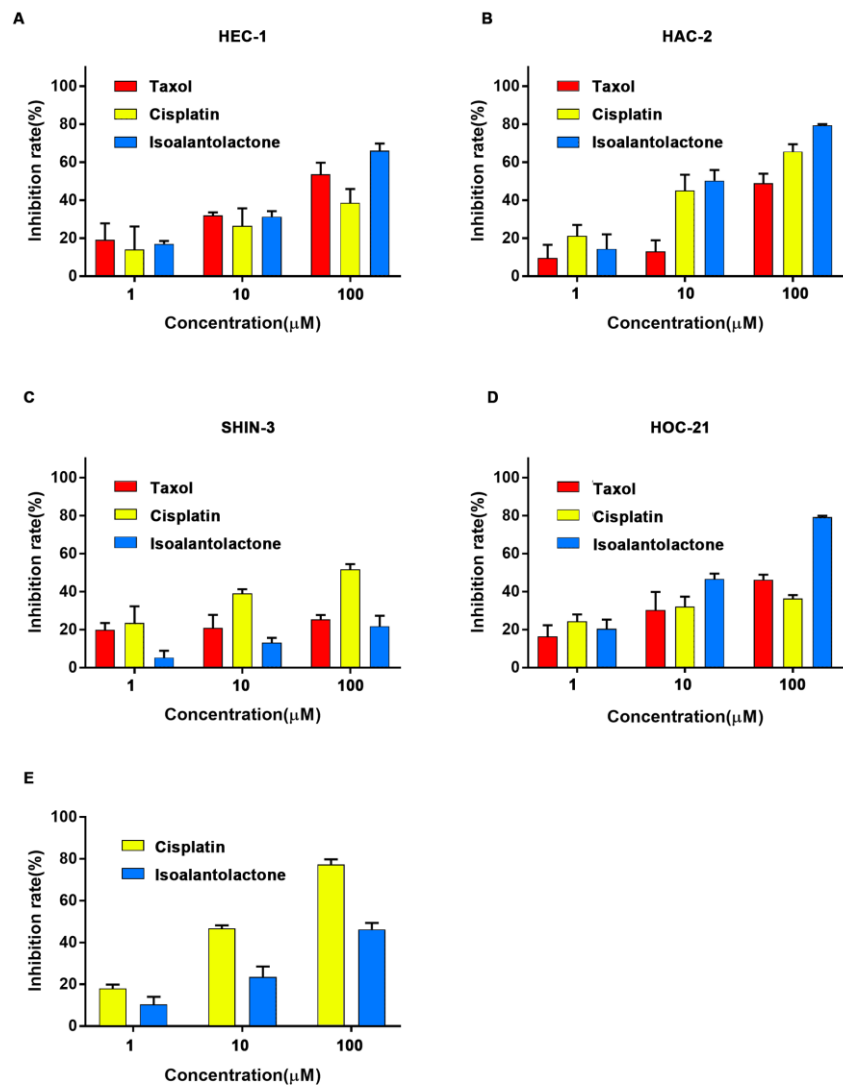 A
HEC-1
Inhibition rate(%)
100
80
60
40
20
0
Taxol
Cisplatin
Isoalantolactone
1 10 100
Concentration(μM)
B
HAC-2
Inhibition rate(%)
100
80
60
40
20
0
Taxol
Cisplatin
Isoalantolactone
1 10 100
Concentration(μM)
C
SHIN-3
Inhibition rate(%)
100
80
60
40
20
0
Taxol
Cisplatin
Isoalantolactone
1 10 100
Concentration(μM)
D
HOC-21
Inhibition rate(%)
100
80
60
40
20
0
Taxol
Cisplatin
Isoalantolactone
1 10 100
Concentration(μM)
E
Inhibition rate(%)
100
80
60
40
20
0
Cisplatin
Isoalantolactone
1 10 100
Concentration(μM)